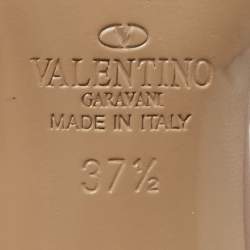 VALENTINO
GARAVANI
MADE IN ITALY
37½